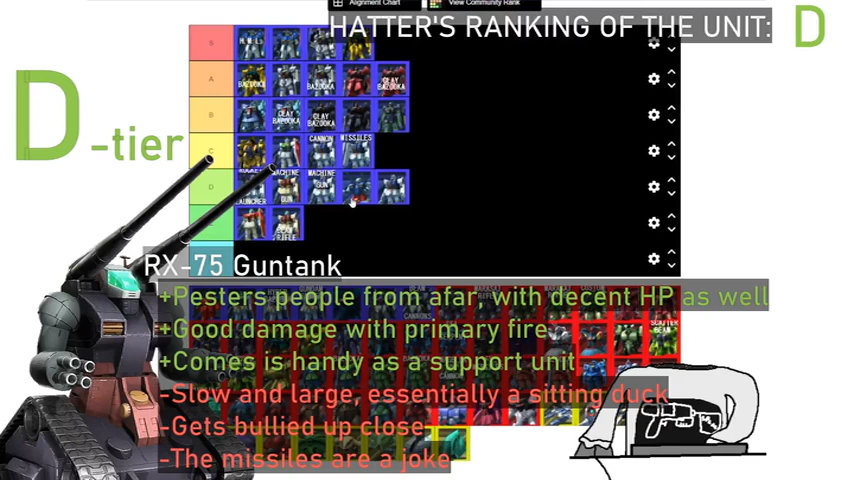 Alignment Chart
View Community Rank
HATTER'S RANKING OF THE UNIT:
D
D
-tier
S
A
BAZOOKA
BAZOOKA
CLAY
BAZOOKA
B
CLAY
BAZOOKA
CLAY
BAZOOKA
C
CANNON
MISSILES
D
LAUNCHER
MACHINE
GUN
MACHINE
GUN
BEAM
RIFLE
RX-75 Guntank
+Pesters people from afar, with decent HP as well
+Good damage with primary fire
+Comes is handy as a support unit
-Slow and large, essentially a sitting duck
-Gets bullied up close
-The missiles are a joke
SCATTER
BEAM